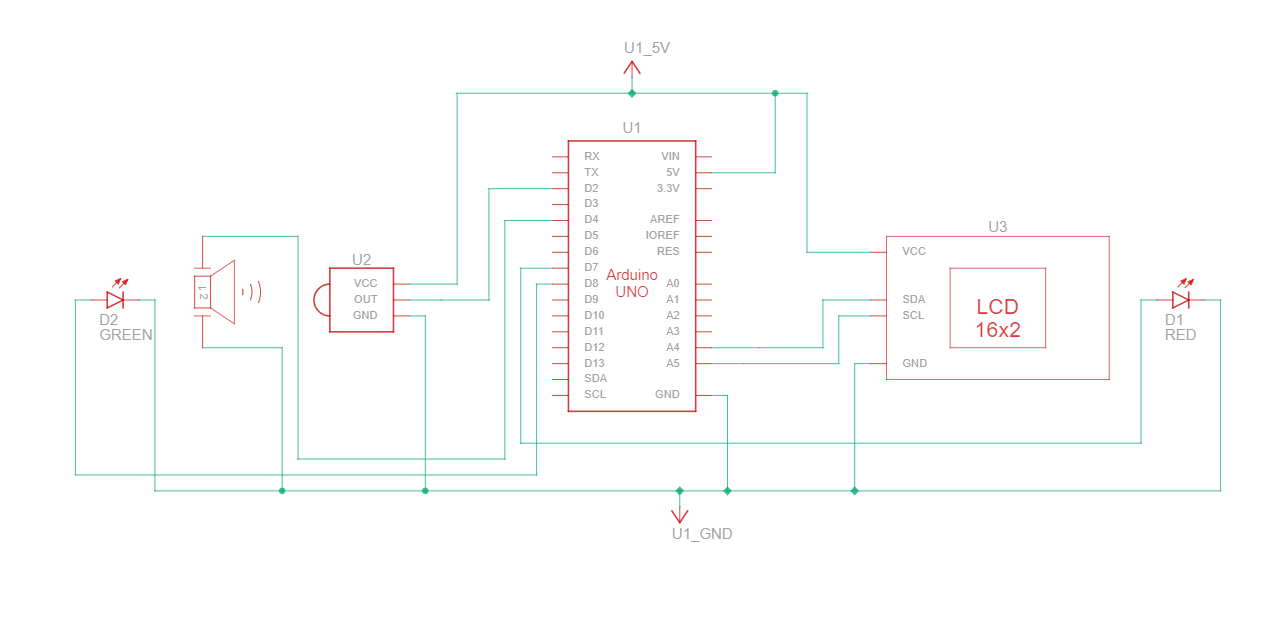 U1_5V
U1
RX VIN
TX 5V
D2 3.3V
D3
D4 AREF
D5 IOREF
D6 RES
D7
Arduino
UNO
D8 A0
D9 A1
D10 A2
D11 A3
D12 A4
D13 A5
SDA
SCL GND
U2
VCC
OUT
GND
1 2
D2
GREEN
U3
VCC
SDA
SCL
GND
LCD
16x2
D1
RED
U1_GND